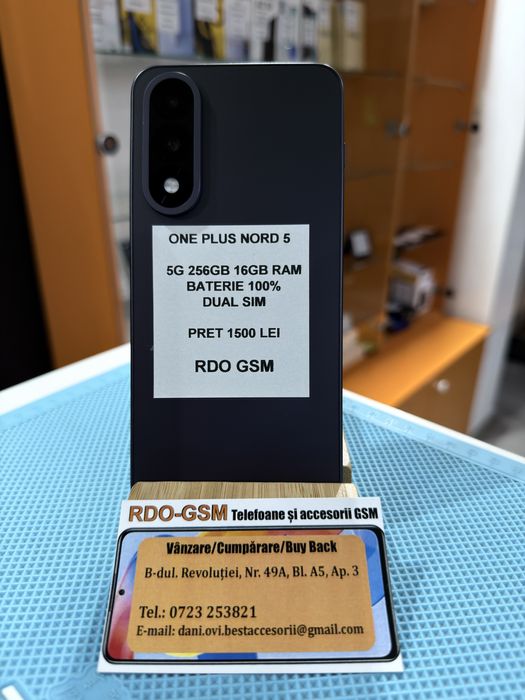 ONE PLUS NORD 5
5G 256GB 16GB RAM
BATERIE 100%
DUAL SIM
PRET 1500 LEI
RDO GSM
RDO-GSM Telefoane și accesorii GSM
Vânzare/Cumpărare/Buy Back
B-dul. Revoluției, Nr. 49A, Bl. A5, Ap. 3
Tel.: 0723 253821
E-mail: dani.ovi.bestaccesorii@gmail.com